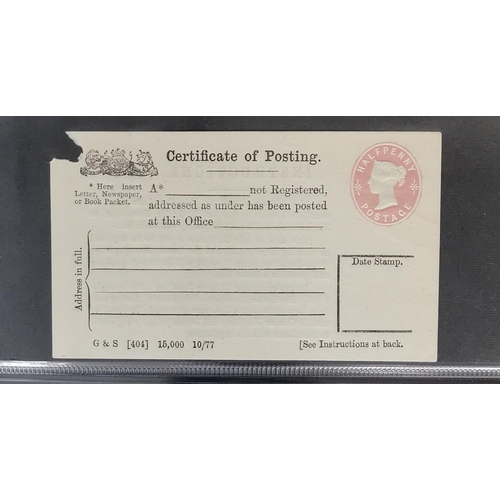 Certificate of Posting.
HALFPENNY
POSTAGE
* Here insert
Letter, Newspaper,
or Book Packet.
A* not Registered,
addressed as under has been posted
at this Office
Address in full.
Date Stamp.
G & S [404] 15,000 10/77
[See Instructions at back.